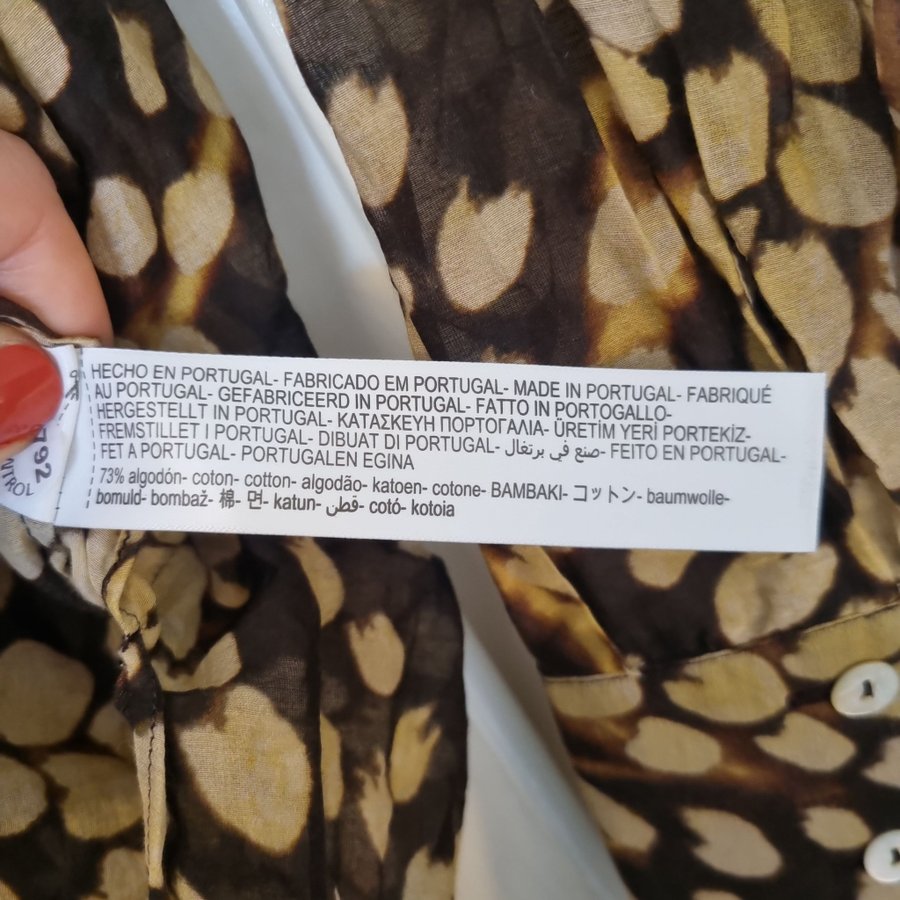 HECHO EN PORTUGAL- FABRICADO EM PORTUGAL- MADE IN PORTUGAL- FABRIQUÉ
AU PORTUGAL- GEFABRICEERD IN PORTUGAL- FATTO IN PORTOGALLO-
HERGESTELLT IN PORTUGAL- ΚΑΤΑΣΚΕΥΗ ΠΟΡΤΟΓΑΛΙΑ- ÜRETİM YERİ PORTEKİZ-
FREMSTILLET I PORTUGAL- DIBUAT DI PORTUGAL- صنع في برتغال- FEITO EN PORTUGAL-
FET A PORTUGAL- PORTUGALEN EGINA
73% algodón- coton- cotton- algodão- katoen- cotone- ΒΑΜΒΑΚΙ- コットン- baumwolle-
bomuld- bombaž- 棉- 면- katun- قطن- cotó- kotoia